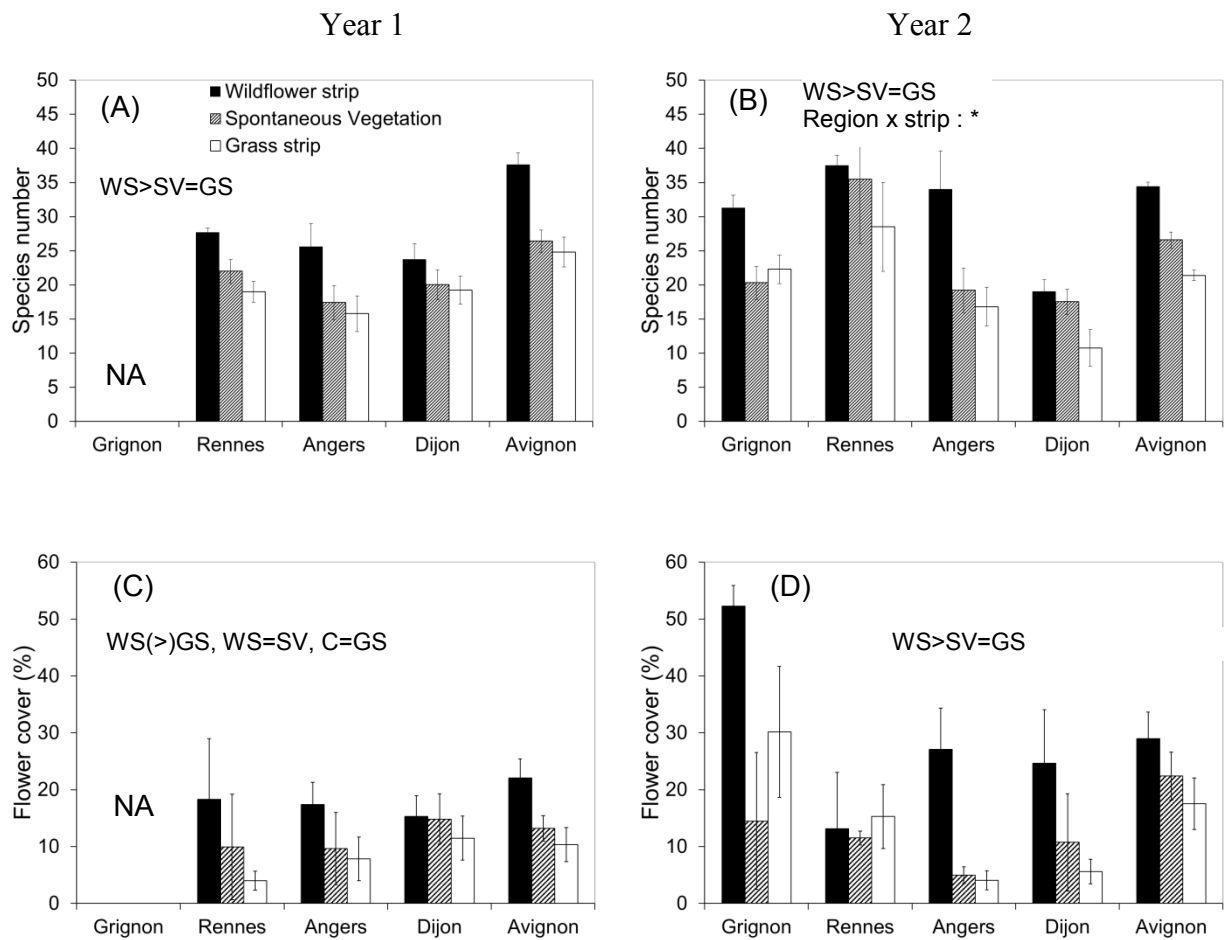 Year 1
Year 2
50
45
40
35
30
25
20
15
10
5
0
Species number
(A)
Wildflower strip
Spontaneous Vegetation
Grass strip
WS>SV=GS
NA
Grignon Rennes Angers Dijon Avignon
50
45
40
35
30
25
20
15
10
5
0
Species number
(B)
WS>SV=GS
Region x strip : *
Grignon Rennes Angers Dijon Avignon
60
50
40
30
20
10
0
Flower cover (%)
(C)
WS(>)GS, WS=SV, C=GS
NA
Grignon Rennes Angers Dijon Avignon
60
50
40
30
20
10
0
Flower cover (%)
(D)
WS>SV=GS
Grignon Rennes Angers Dijon Avignon